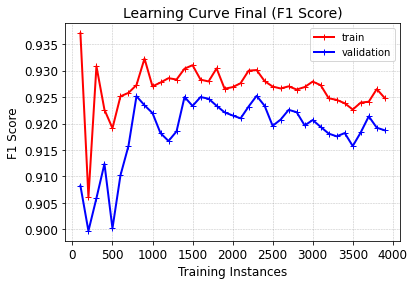 Learning Curve Final (F1 Score)
train
validation
F1 Score
0.935
0.930
0.925
0.920
0.915
0.910
0.905
0.900
0 500 1000 1500 2000 2500 3000 3500 4000
Training Instances